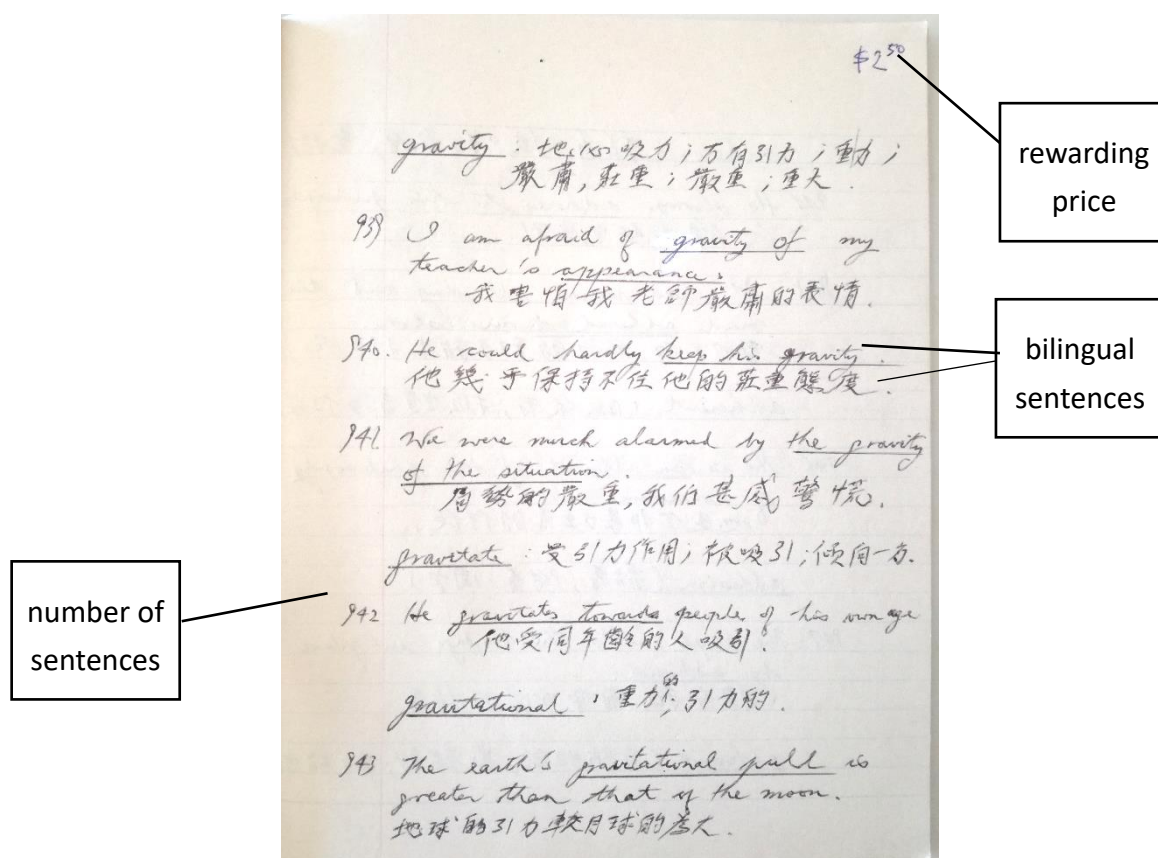 $2.50
rewarding
price
gravity : 地心吸力；万有引力；重力；
嚴肅，莊重；嚴重；重大.
939 I am afraid of gravity of my
teacher's appearance.
我害怕我老師嚴肅的表情.
940. He could hardly keep his gravity.
他幾乎保持不住他的莊重態度.
bilingual
sentences
941. We were much alarmed by the gravity
of the situation.
局勢的嚴重，我们甚感驚慌.
gravitate : 受引力作用；被吸引；倾向一方.
number of
sentences
942 He gravitates towards people of his own age
他受同年齡的人吸引.
gravitational , 重力的；引力的.
943 The earth's gravitational pull is
greater than that of the moon.
地球的引力較月球的為大.